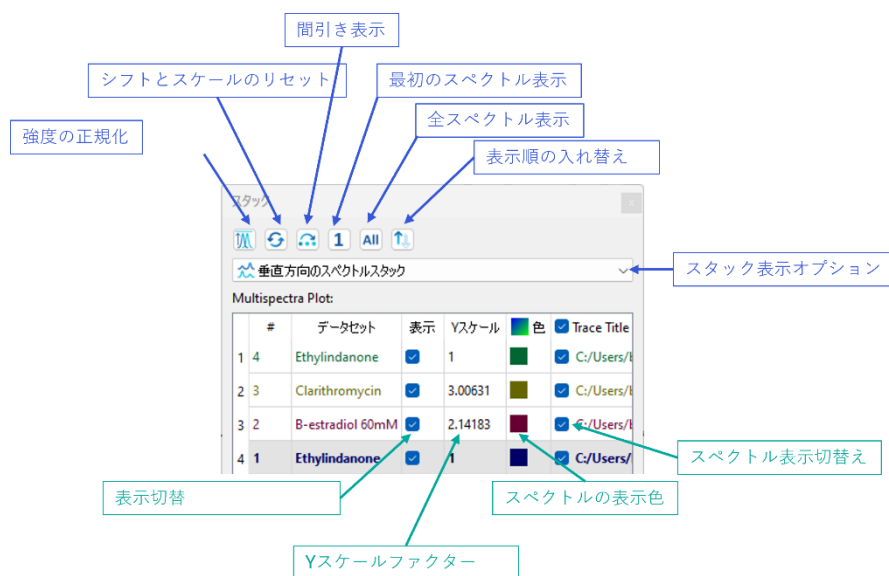 間引き表示
シフトとスケールのリセット
最初のスペクトル表示
全スペクトル表示
強度の正規化
表示順の入れ替え
スタック
1 All
垂直方向のスペクトルスタック
スタック表示オプション
Multispectra Plot:
# データセット 表示 Yスケール 色 Trace Title
1 4 Ethylindanone 1 C:/Users/
2 3 Clarithromycin 3.00631 C:/Users/
3 2 B-estradiol 60mM 2.14183 C:/Users/
4 1 Ethylindanone 1 C:/Users/
スペクトル表示切替え
表示切替
スペクトルの表示色
Yスケールファクター